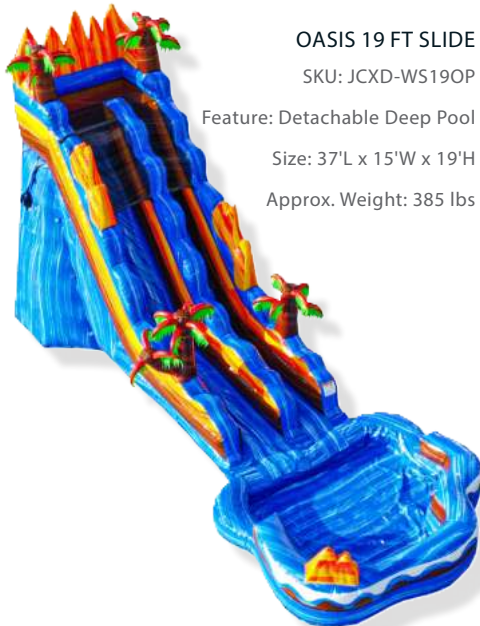 OASIS 19 FT SLIDE
SKU: JCXD-WS19OP
Feature: Detachable Deep Pool
Size: 37'L x 15'W x 19'H
Approx. Weight: 385 lbs